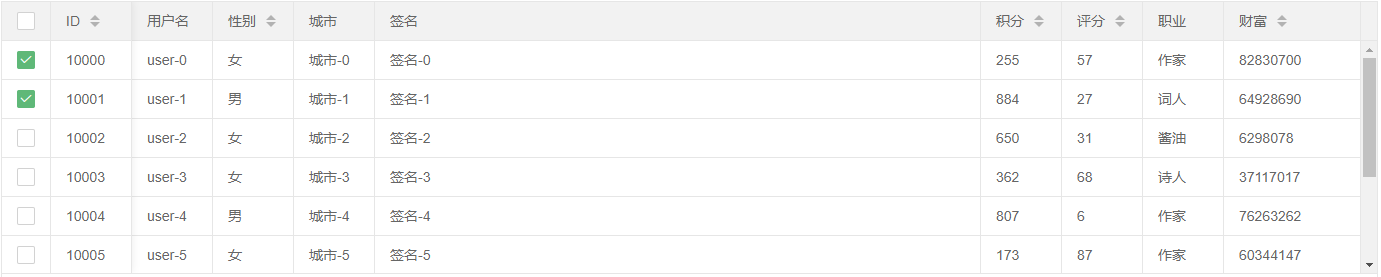 ID 用户名 性别 城市 签名 积分 评分 职业 财富
10000 user-0 女 城市-0 签名-0 255 57 作家 82830700
10001 user-1 男 城市-1 签名-1 884 27 词人 64928690
10002 user-2 女 城市-2 签名-2 650 31 酱油 6298078
10003 user-3 女 城市-3 签名-3 362 68 诗人 37117017
10004 user-4 男 城市-4 签名-4 807 6 作家 76263262
10005 user-5 女 城市-5 签名-5 173 87 作家 60344147